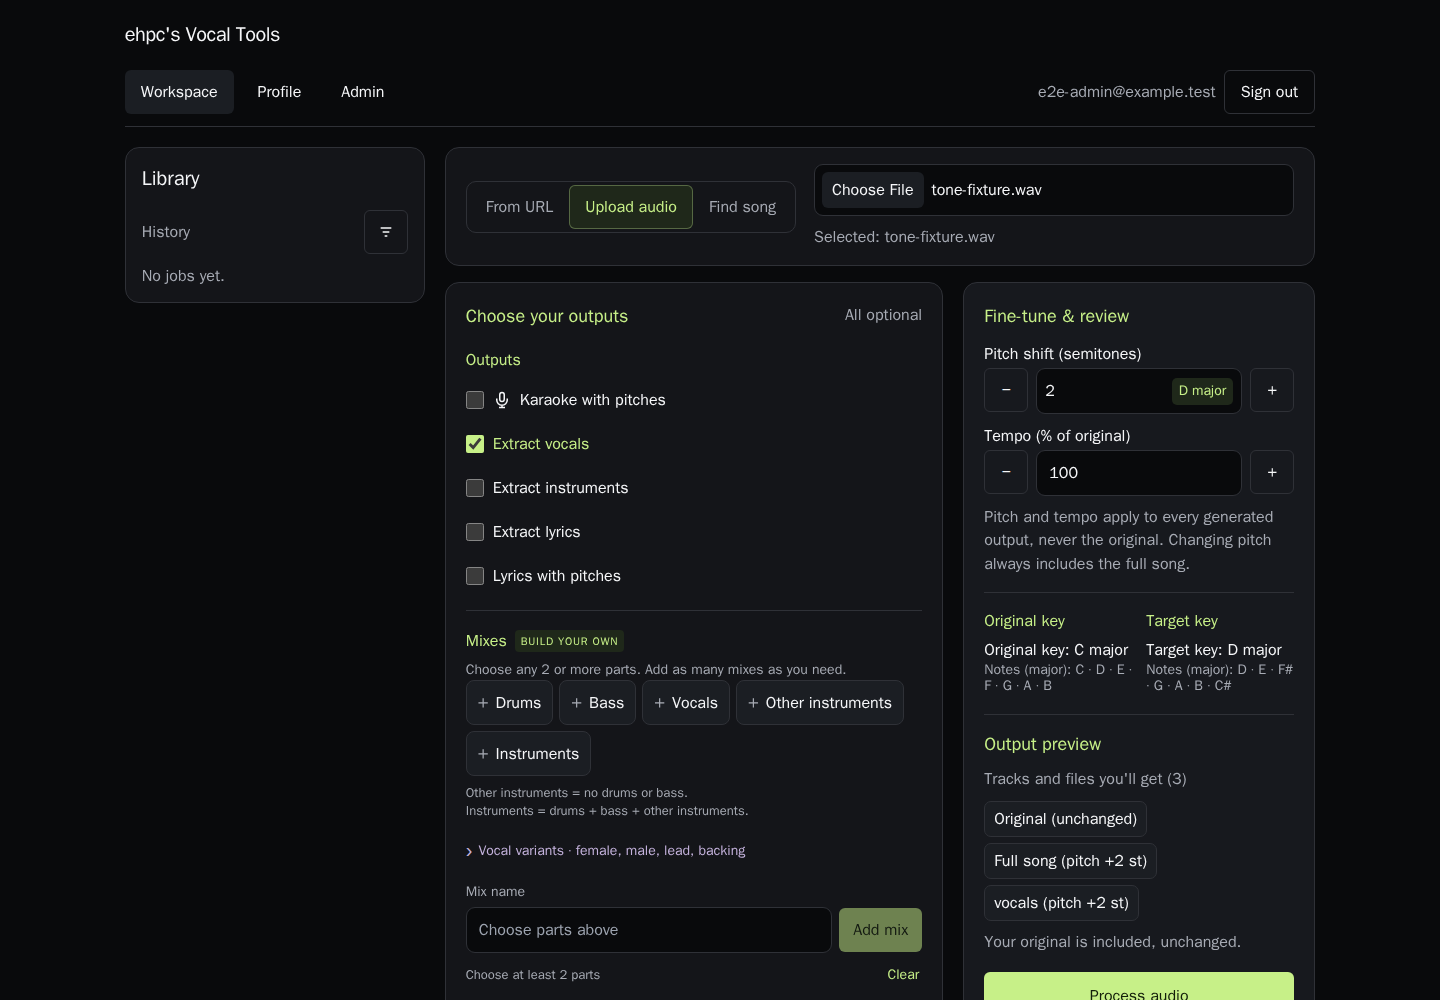 ehpc's Vocal Tools
Workspace
Profile
Admin
e2e-admin@example.test
Sign out
Library
History
No jobs yet.
From URL
Upload audio
Find song
Choose File
tone-fixture.wav
Selected: tone-fixture.wav
Choose your outputs
All optional
Outputs
Karaoke with pitches
Extract vocals
Extract instruments
Extract lyrics
Lyrics with pitches
Mixes
BUILD YOUR OWN
Choose any 2 or more parts. Add as many mixes as you need.
+ Drums
+ Bass
+ Vocals
+ Other instruments
+ Instruments
Other instruments = no drums or bass.
Instruments = drums + bass + other instruments.
› Vocal variants · female, male, lead, backing
Mix name
Choose parts above
Add mix
Choose at least 2 parts
Clear
Fine-tune & review
Pitch shift (semitones)
−
2
D major
+
Tempo (% of original)
−
100
+
Pitch and tempo apply to every generated
output, never the original. Changing pitch
always includes the full song.
Original key
Original key: C major
Notes (major): C · D · E ·
F · G · A · B
Target key
Target key: D major
Notes (major): D · E · F#
· G · A · B · C#
Output preview
Tracks and files you'll get (3)
Original (unchanged)
Full song (pitch +2 st)
vocals (pitch +2 st)
Your original is included, unchanged.
Process audio